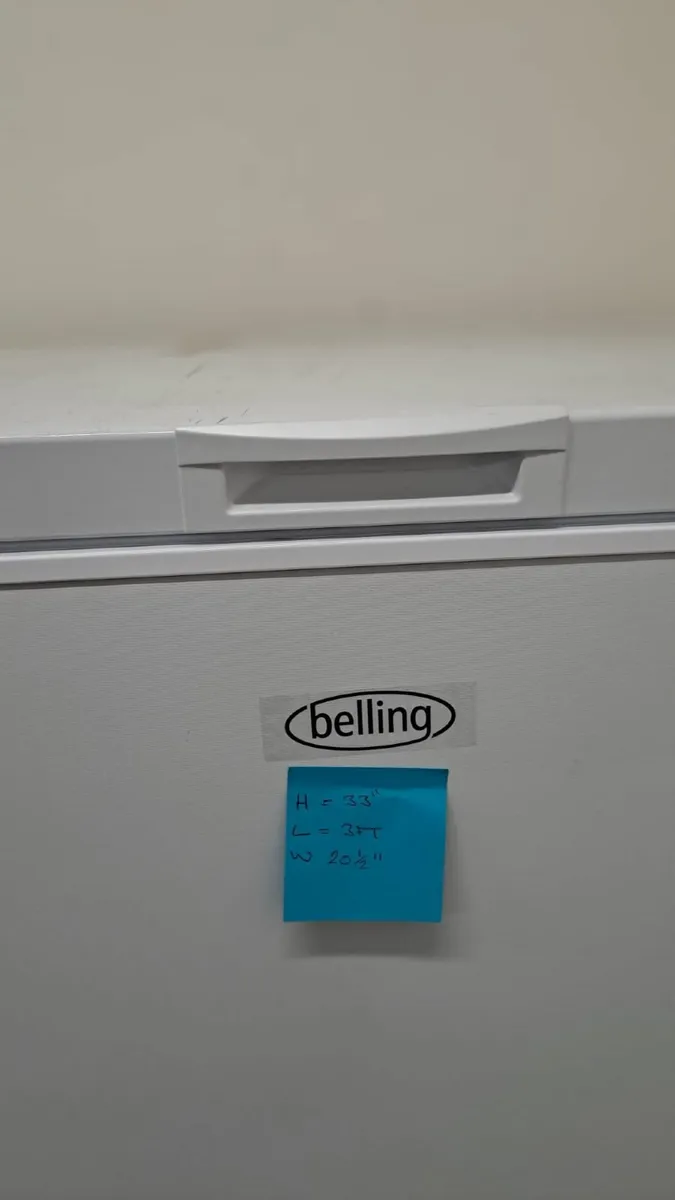 belling
H = 33"
L = 3FT
W 20½"